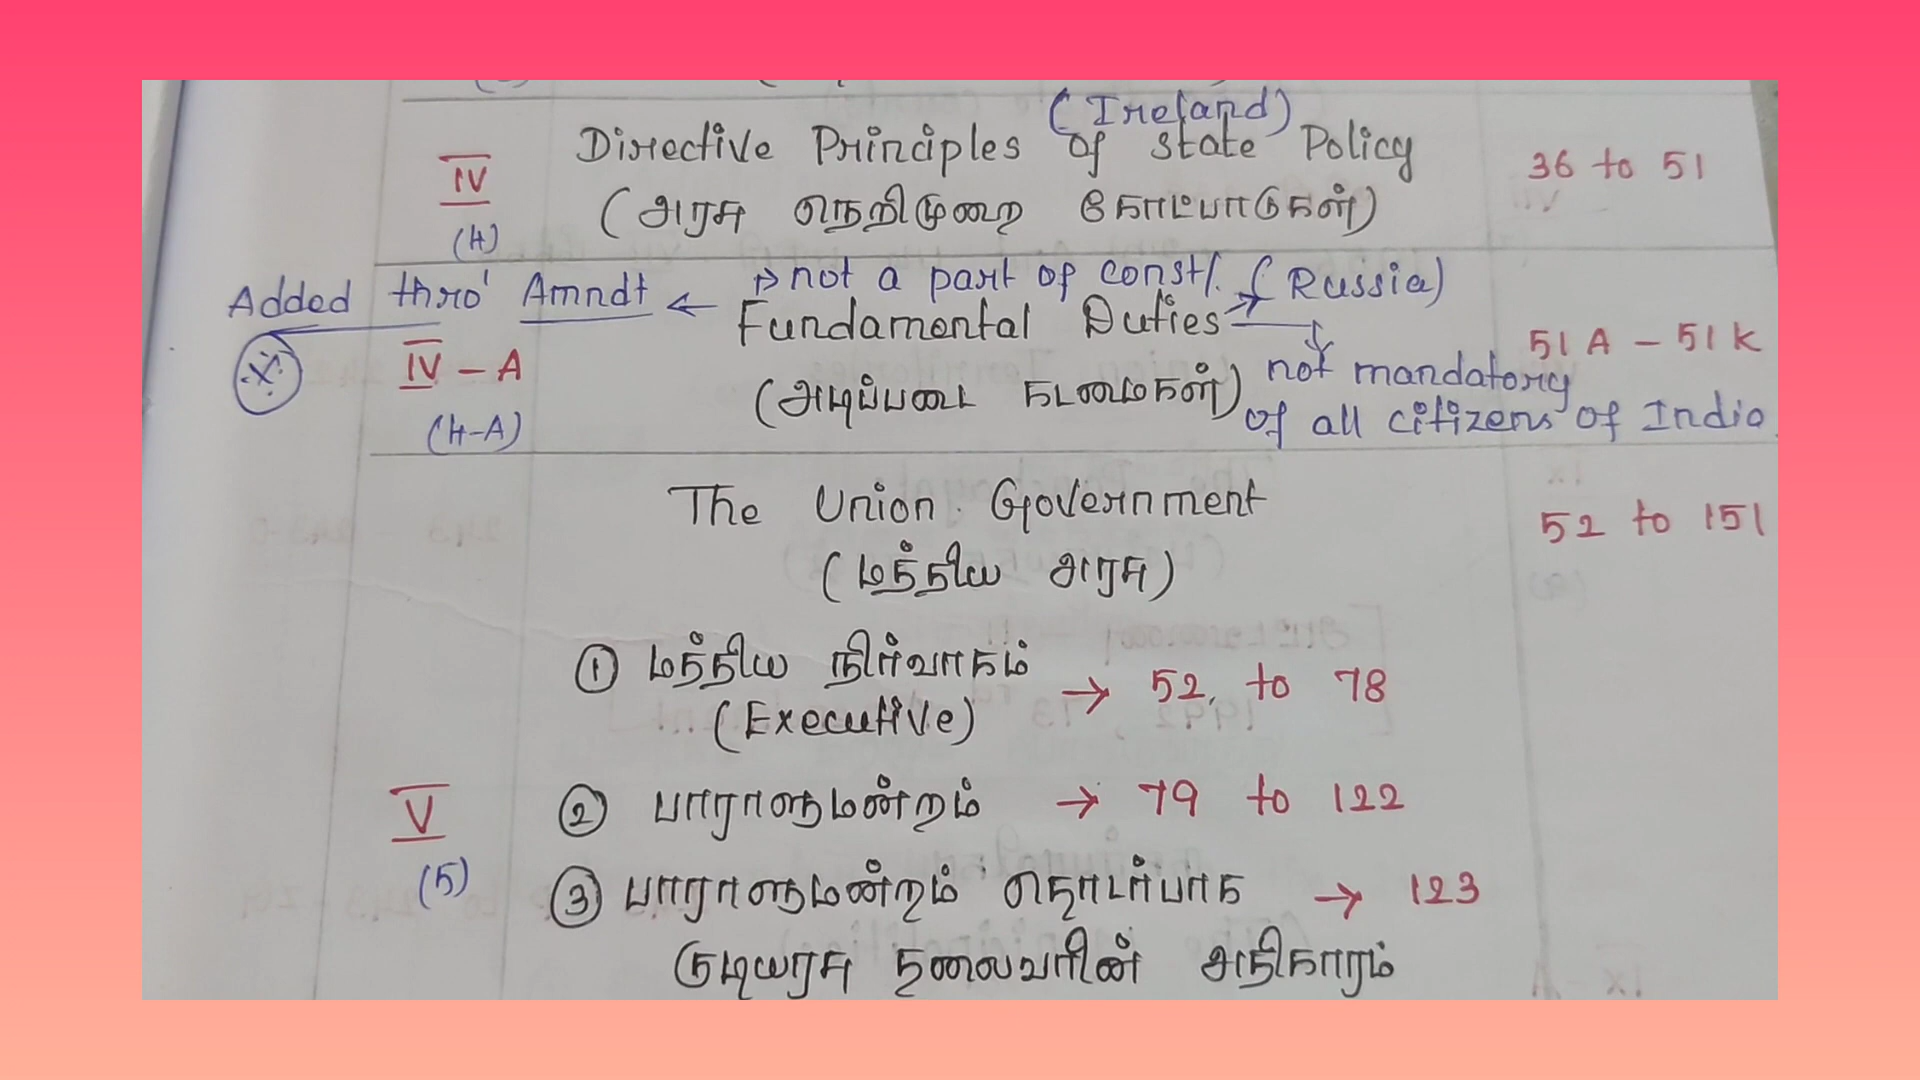 (Ireland)
IV Directive Principles of State Policy 36 to 51
(அரசு நெறிமுறை கோட்பாடுகள்)
(4)
Added thro' Amndt ← → not a part of const/. (Russia)
Fundamental Duties
IV - A 51 A - 51 K
(அடிப்படை கடமைகள்) not mandatory
(4-A) of all citizens of India
The Union Government 52 to 151
(மத்திய அரசு)
① மத்திய நிர்வாகம் → 52 to 78
(Executive)
V ② பாராளுமன்றம் → 79 to 122
(5) ③ பாராளுமன்றம் தொடர்பாக → 123
குடியரசு தலைவரின் அதிகாரம்